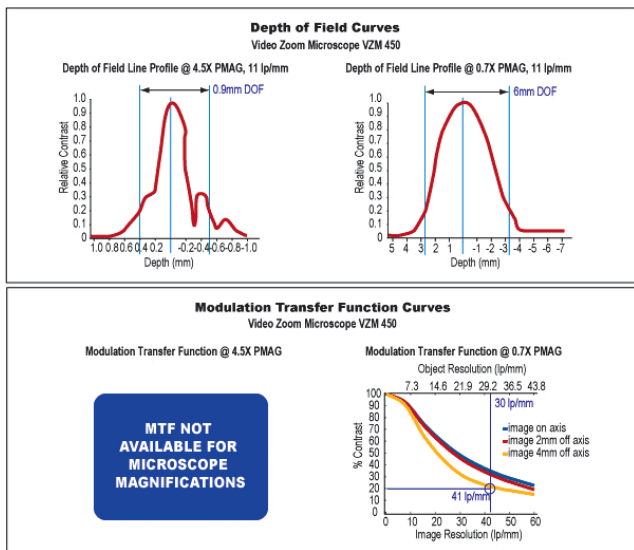 Depth of Field Curves
Video Zoom Microscope VZM 450
Depth of Field Line Profile @ 4.5X PMAG, 11 lp/mm
0.9mm DOF
Relative Contrast
1.0
0.9
0.8
0.7
0.6
0.5
0.4
0.3
0.2
0.1
0
1.0 0.8 0.6 0.4 0.2 -0.2 -0.4 -0.6 -0.8 -1.0
Depth (mm)
Depth of Field Line Profile @ 0.7X PMAG, 11 lp/mm
6mm DOF
Relative Contrast
1.0
0.9
0.8
0.7
0.6
0.5
0.4
0.3
0.2
0.1
0
5 4 3 2 1 -1 -2 -3 -4 -5 -6 -7
Depth (mm)
Modulation Transfer Function Curves
Video Zoom Microscope VZM 450
Modulation Transfer Function @ 4.5X PMAG
MTF NOT
AVAILABLE FOR
MICROSCOPE
MAGNIFICATIONS
Modulation Transfer Function @ 0.7X PMAG
Object Resolution (lp/mm)
7.3 14.6 21.9 29.2 36.5 43.8
30 lp/mm
% Contrast
100
90
80
70
60
50
40
30
20
10
0
image on axis
image 2mm off axis
image 4mm off axis
41 lp/mm
0 10 20 30 40 50 60
Image Resolution (lp/mm)